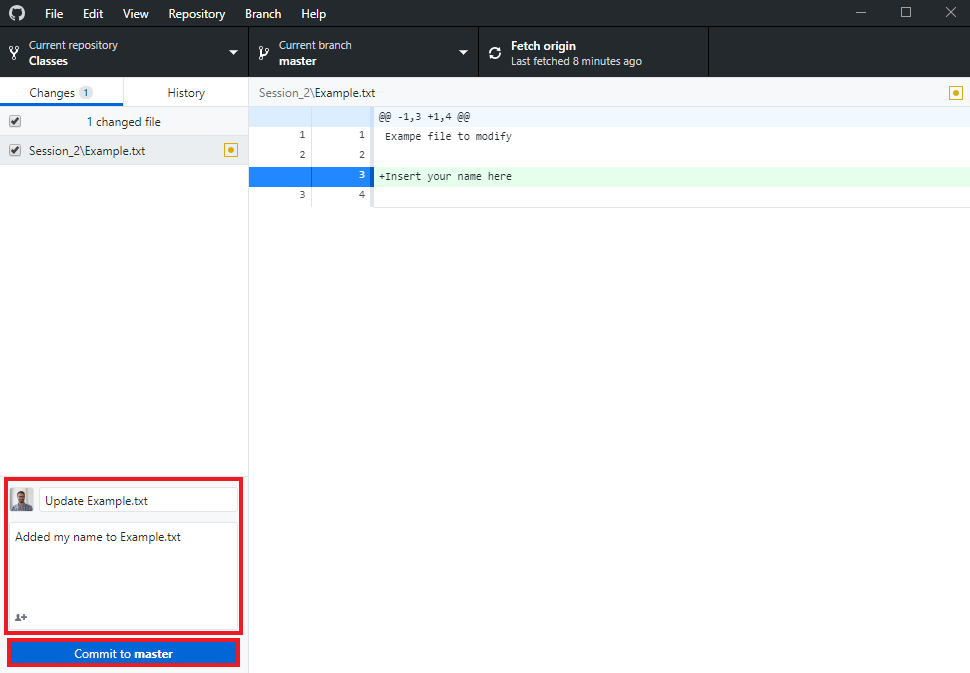 File Edit View Repository Branch Help
Current repository
Classes
Current branch
master
Fetch origin
Last fetched 8 minutes ago
Changes 1
History
1 changed file
Session_2\Example.txt
Session_2\Example.txt
@@ -1,3 +1,4 @@
1 1 Exampe file to modify
2 2
3 +Insert your name here
3 4
Update Example.txt
Added my name to Example.txt
Commit to master